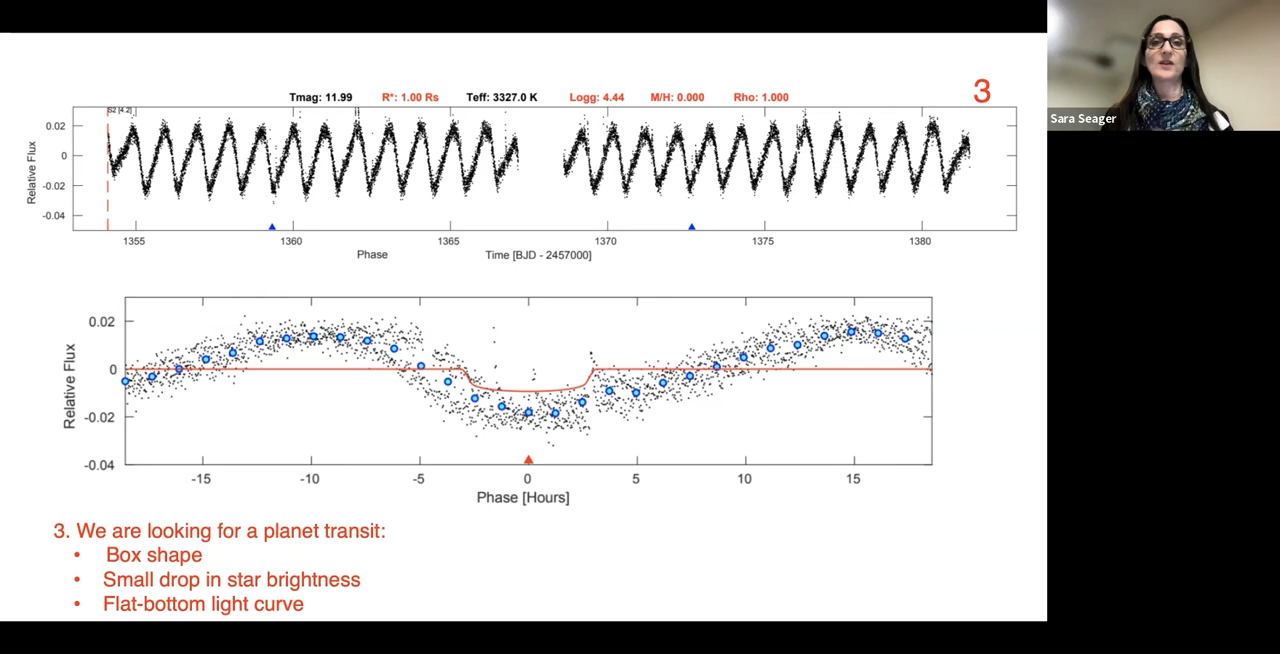 Tmag: 11.99 R*: 1.00 Rs Teff: 3327.0 K Logg: 4.44 M/H: 0.000 Rho: 1.000
3
Sara Seager
S2 [4.2]
Relative Flux
0.02
0
-0.02
-0.04
1355 1360 1365 1370 1375 1380
Phase Time [BJD - 2457000]
Relative Flux
0.02
0
-0.02
-0.04
-15 -10 -5 0 5 10 15
Phase [Hours]
3. We are looking for a planet transit:
• Box shape
• Small drop in star brightness
• Flat-bottom light curve